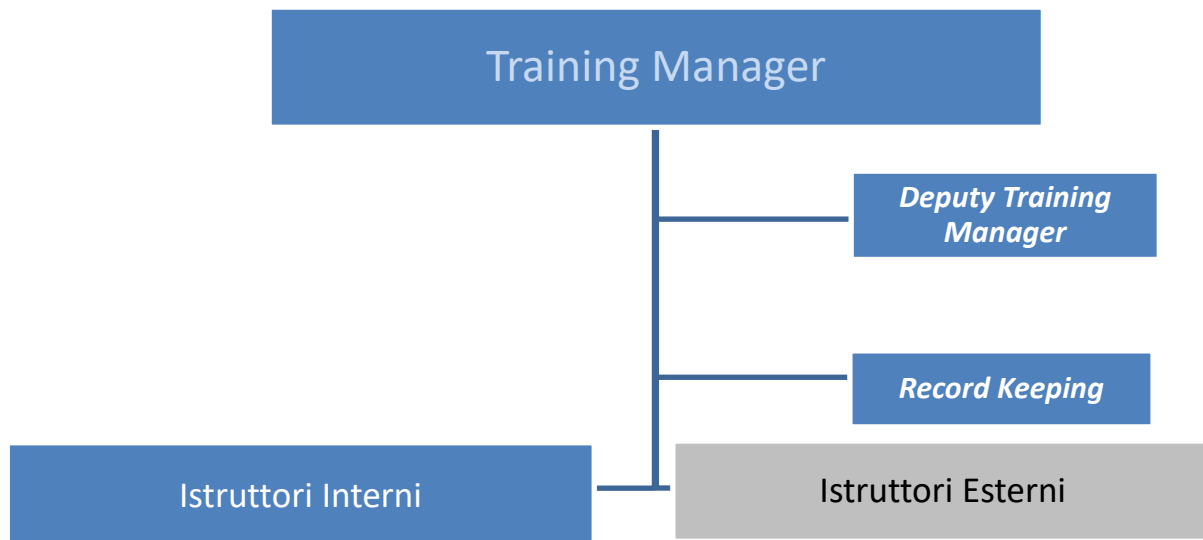 Training Manager
Deputy Training
Manager
Record Keeping
Istruttori Interni
Istruttori Esterni